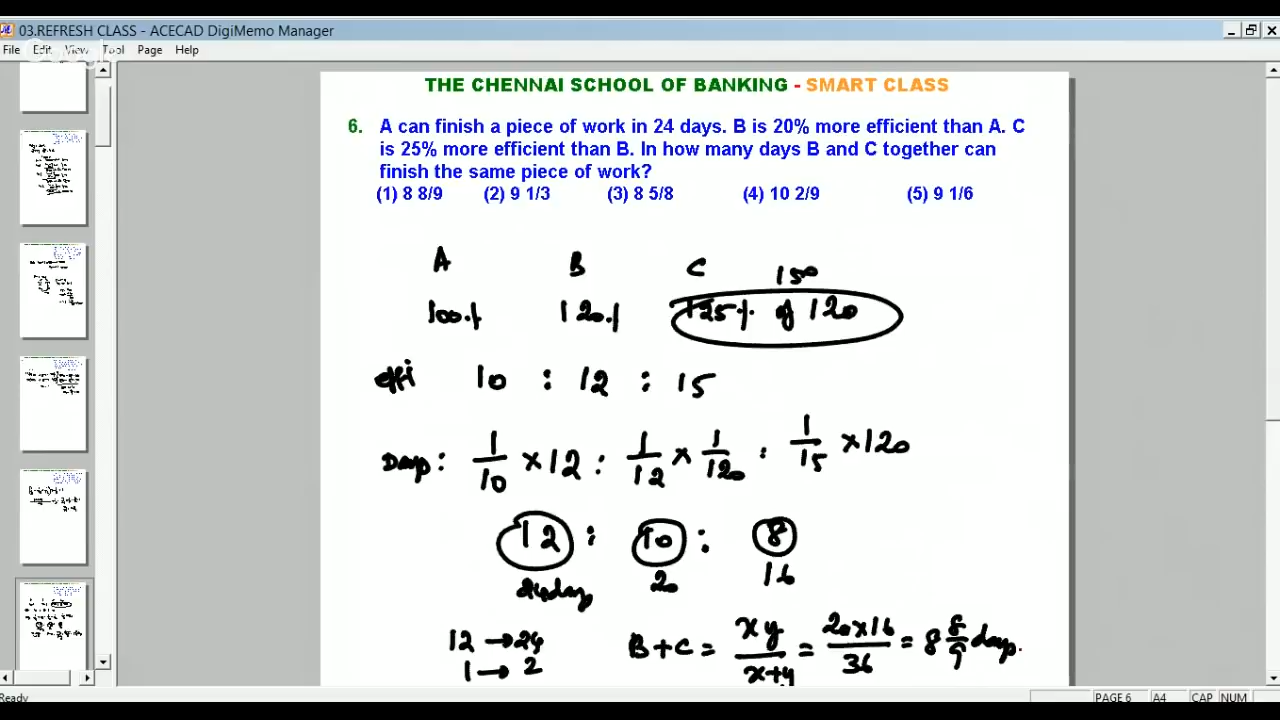 03.REFRESH CLASS - ACECAD DigiMemo Manager
File Edit View Tool Page Help
THE CHENNAI SCHOOL OF BANKING - SMART CLASS
6. A can finish a piece of work in 24 days. B is 20% more efficient than A. C
is 25% more efficient than B. In how many days B and C together can
finish the same piece of work?
(1) 8 8/9 (2) 9 1/3 (3) 8 5/8 (4) 10 2/9 (5) 9 1/6
A B C 150
100% 120% 125% of 120
effi 10 : 12 : 15
Days: 1/10 × 12 : 1/12 × 1/120 : 1/15 × 120
12 : 10 : 8
24days 20 16
12 → 24 B+C = xy/x+y = 20×16/36 = 8 8/9 days.
1 → 2
Ready PAGE 6 A4 CAP NUM